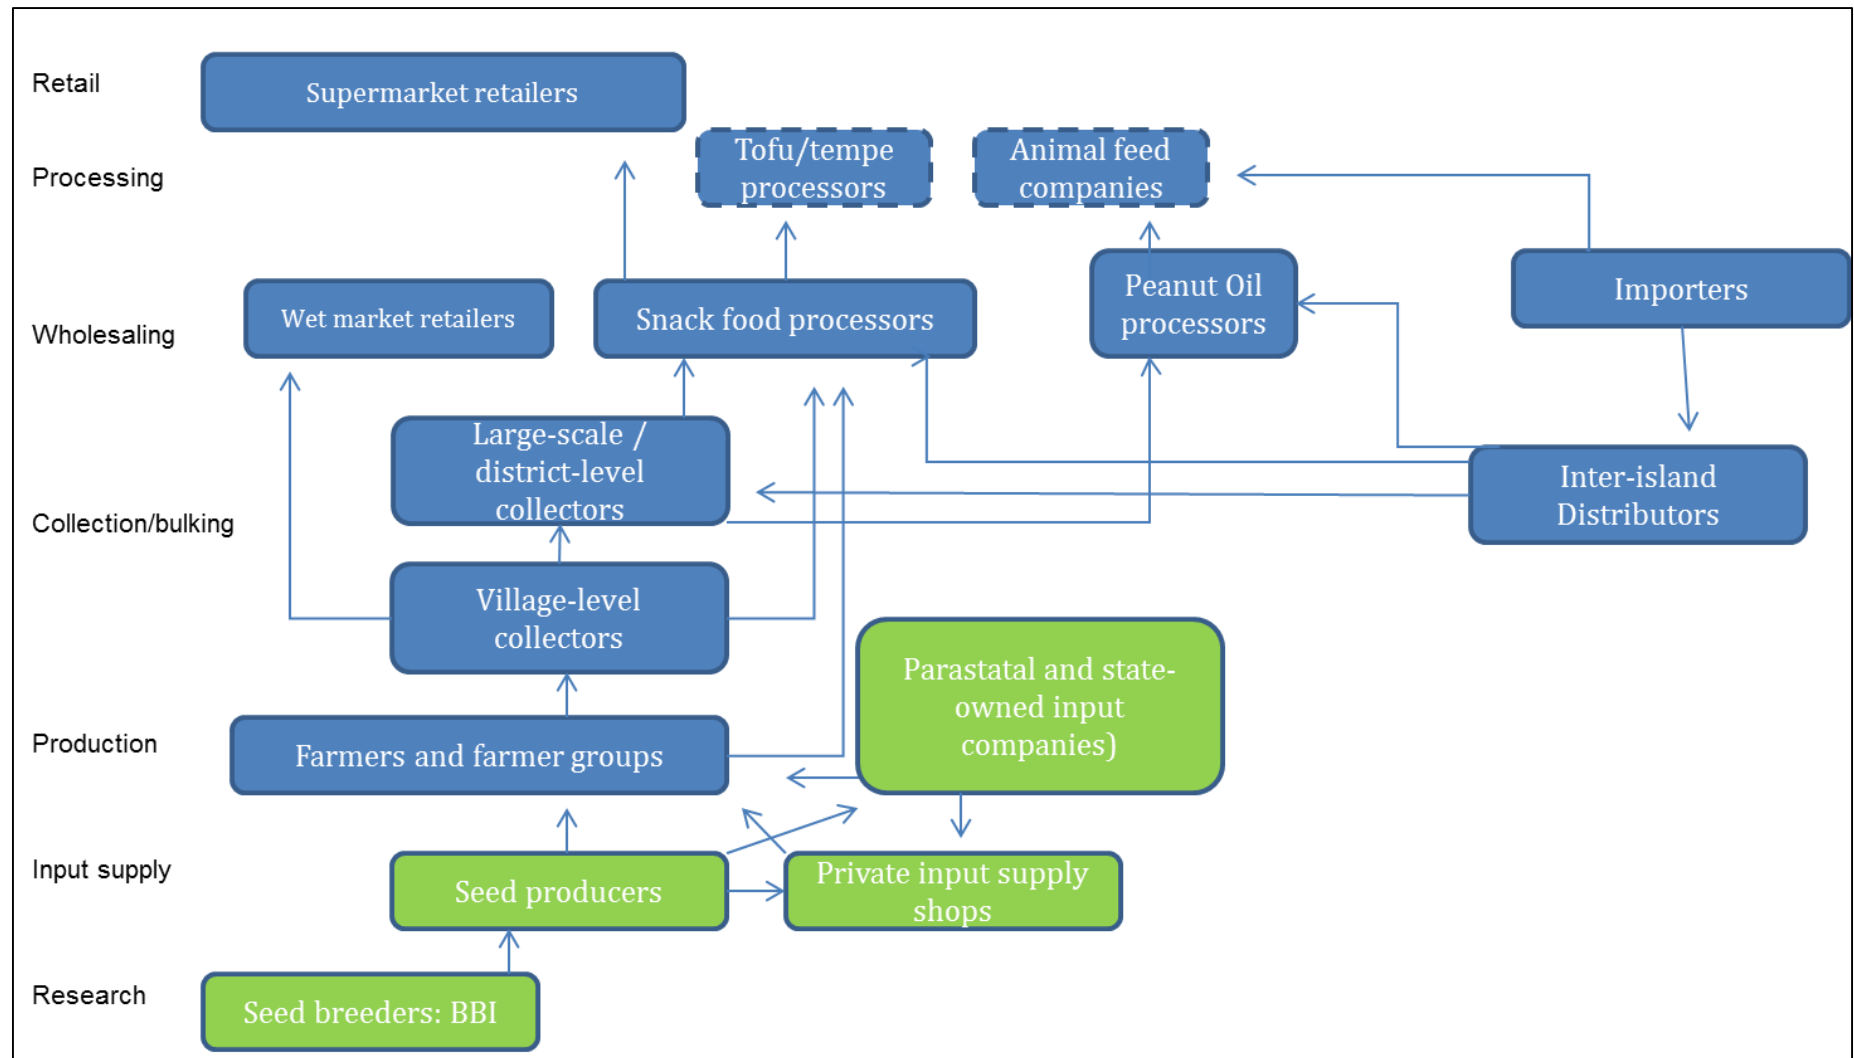 Retail
Supermarket retailers
Processing
Tofu/tempe
processors
Animal feed
companies
Wholesaling
Wet market retailers
Snack food processors
Peanut Oil
processors
Importers
Collection/bulking
Large-scale /
district-level
collectors
Inter-island
Distributors
Village-level
collectors
Parastatal and state-
owned input
companies)
Production
Farmers and farmer groups
Input supply
Seed producers
Private input supply
shops
Research
Seed breeders: BBI